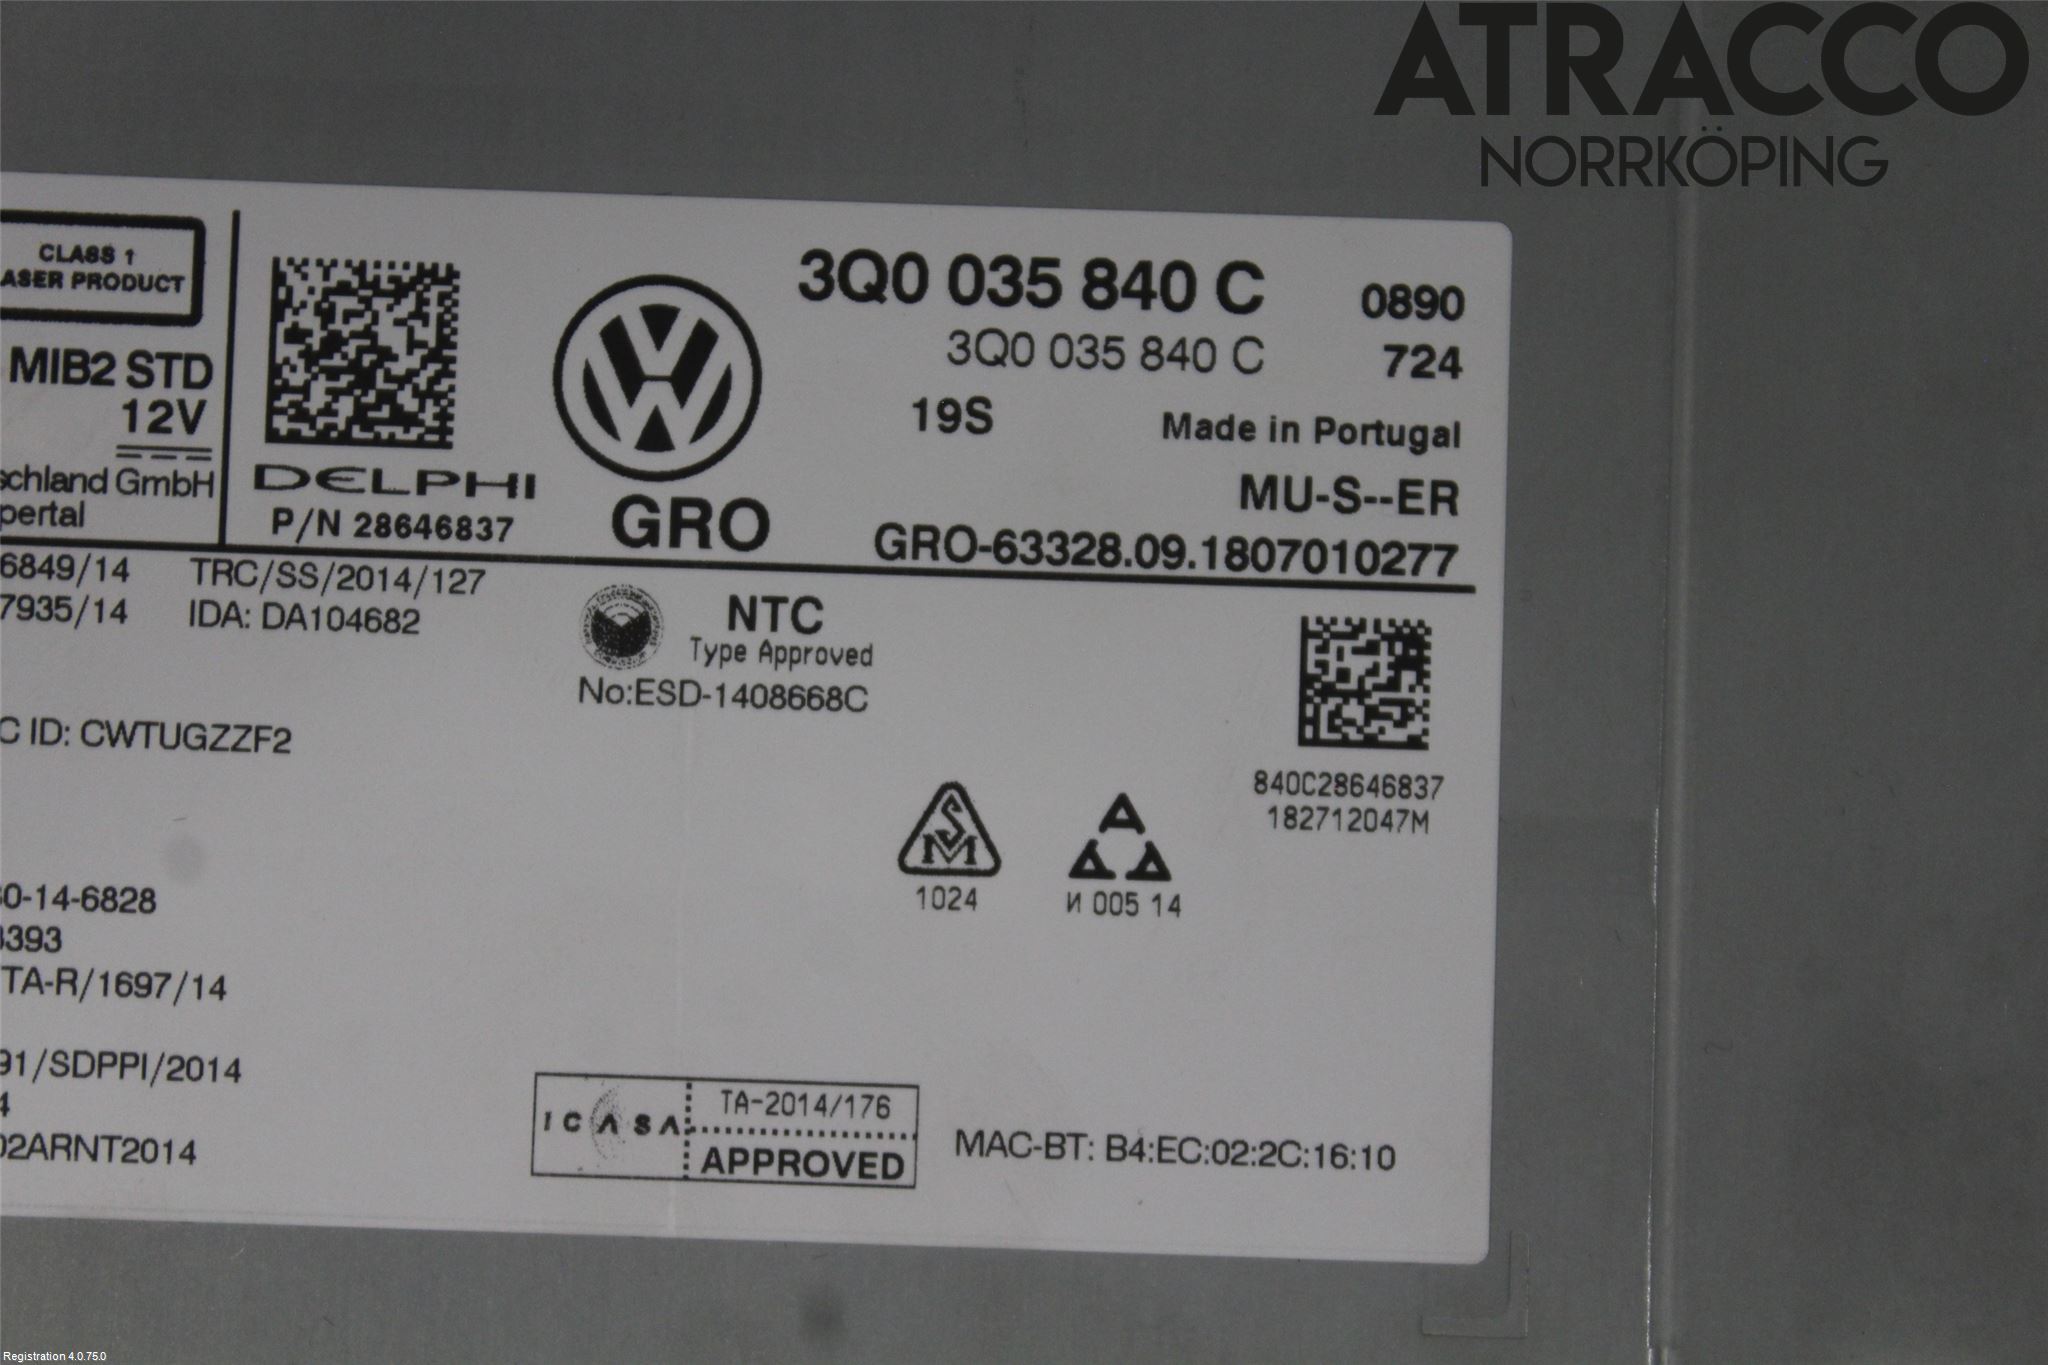 ATRACCO
NORRKÖPING
CLASS 1
ASER PRODUCT
MIB2 STD
12V
schland GmbH
pertal
DELPHI
P/N 28646837
GRO
3Q0 035 840 C 0890
3Q0 035 840 C 724
19S Made in Portugal
MU-S--ER
GRO-63328.09.1807010277
6849/14 TRC/SS/2014/127
7935/14 IDA: DA104682
NTC
Type Approved
No:ESD-1408668C
C ID: CWTUGZZF2
840C28646837
182712047M
S
M
1024
И 005 14
0-14-6828
3393
TA-R/1697/14
91/SDPPI/2014
4
02ARNT2014
ICASA TA-2014/176
APPROVED
MAC-BT: B4:EC:02:2C:16:10
Registration 4.0.75.0